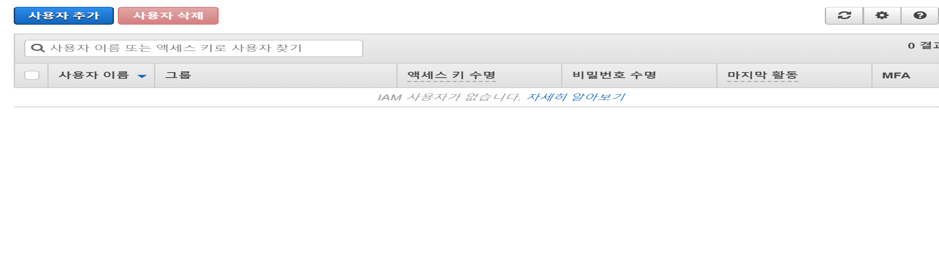 사용자 추가 사용자 삭제
사용자 이름 또는 액세스 키로 사용자 찾기 0 결과
사용자 이름 그룹 액세스 키 수명 비밀번호 수명 마지막 활동 MFA
IAM 사용자가 없습니다. 자세히 알아보기